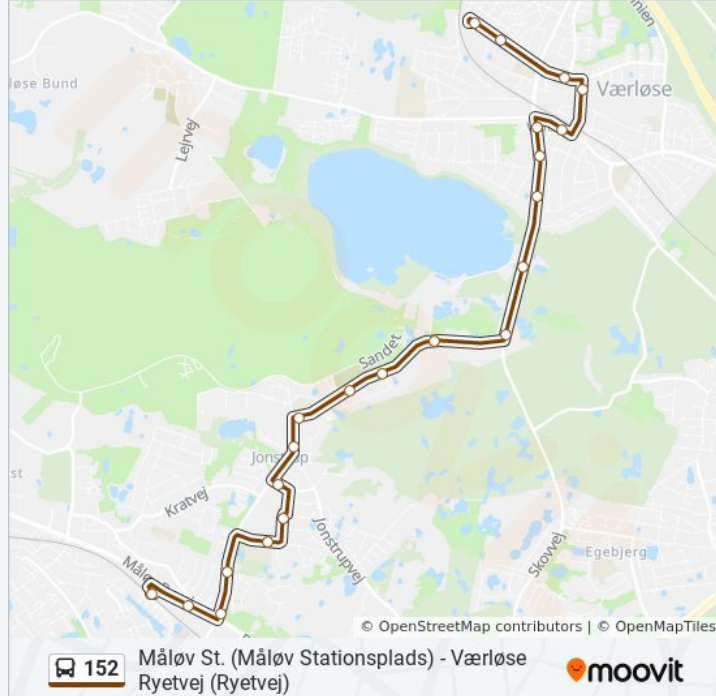 Værløse
løse Bund
Lejrvej
Sandet
Jonstrup
Kratvej
Jonstrupvej
Skovvej
Egebjerg
© OpenStreetMap contributors | © OpenMapTiles
152
Måløv St. (Måløv Stationsplads) - Værløse
Ryetvej (Ryetvej)
moovit